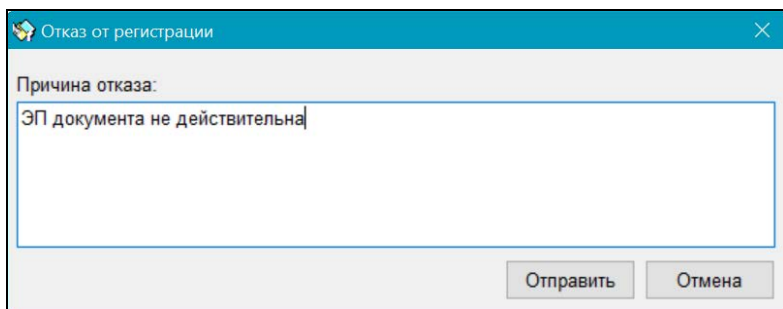 Отказ от регистрации
Причина отказа:
ЭП документа не действительна
Отправить
Отмена